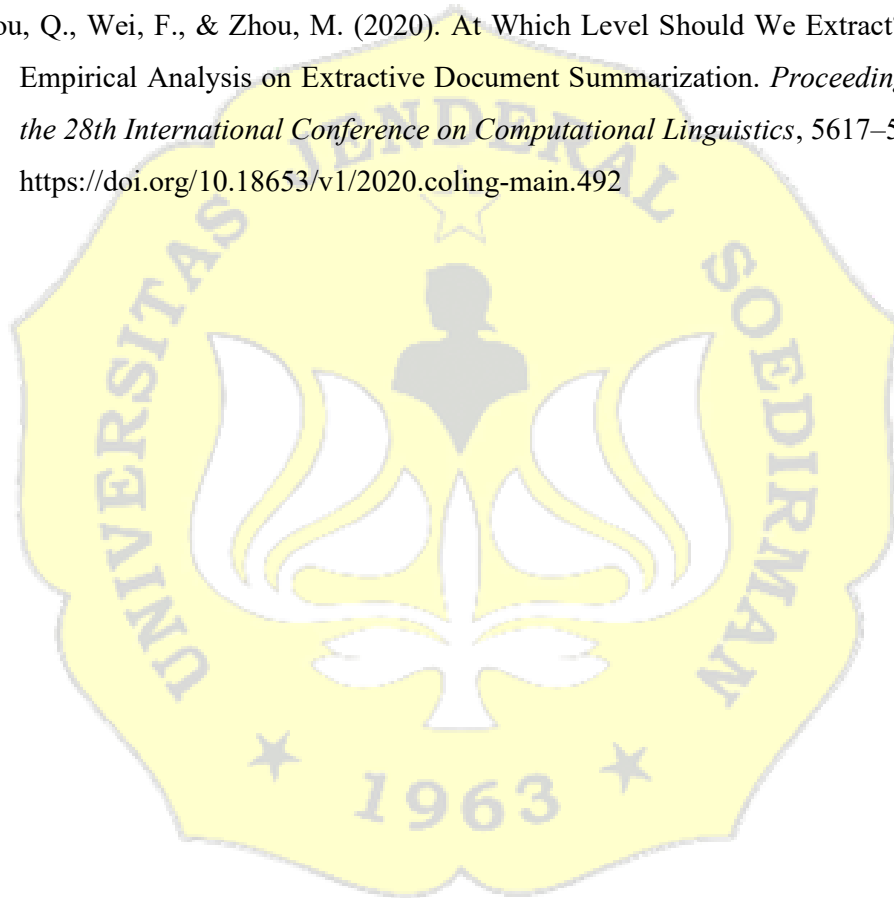 ou, Q., Wei, F., & Zhou, M. (2020). At Which Level Should We Extract?
Empirical Analysis on Extractive Document Summarization. Proceeding
the 28th International Conference on Computational Linguistics, 5617–5
https://doi.org/10.18653/v1/2020.coling-main.492
UNIVERSITAS JENDERAL SOEDIRMAN
1963